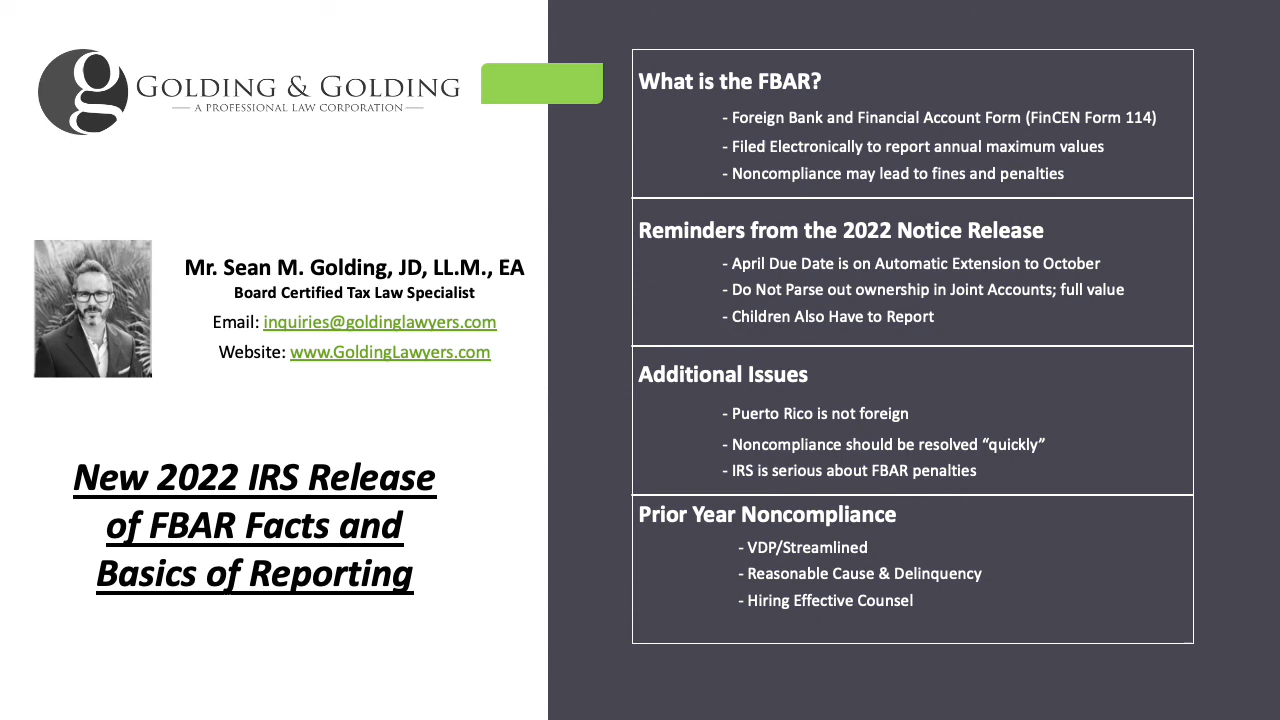 g
GOLDING & GOLDING
A PROFESSIONAL LAW CORPORATION
Mr. Sean M. Golding, JD, LL.M., EA
Board Certified Tax Law Specialist
Email: inquiries@goldinglawyers.com
Website: www.GoldingLawyers.com
New 2022 IRS Release
of FBAR Facts and
Basics of Reporting
What is the FBAR?
- Foreign Bank and Financial Account Form (FinCEN Form 114)
- Filed Electronically to report annual maximum values
- Noncompliance may lead to fines and penalties
Reminders from the 2022 Notice Release
- April Due Date is on Automatic Extension to October
- Do Not Parse out ownership in Joint Accounts; full value
- Children Also Have to Report
Additional Issues
- Puerto Rico is not foreign
- Noncompliance should be resolved “quickly”
- IRS is serious about FBAR penalties
Prior Year Noncompliance
- VDP/Streamlined
- Reasonable Cause & Delinquency
- Hiring Effective Counsel